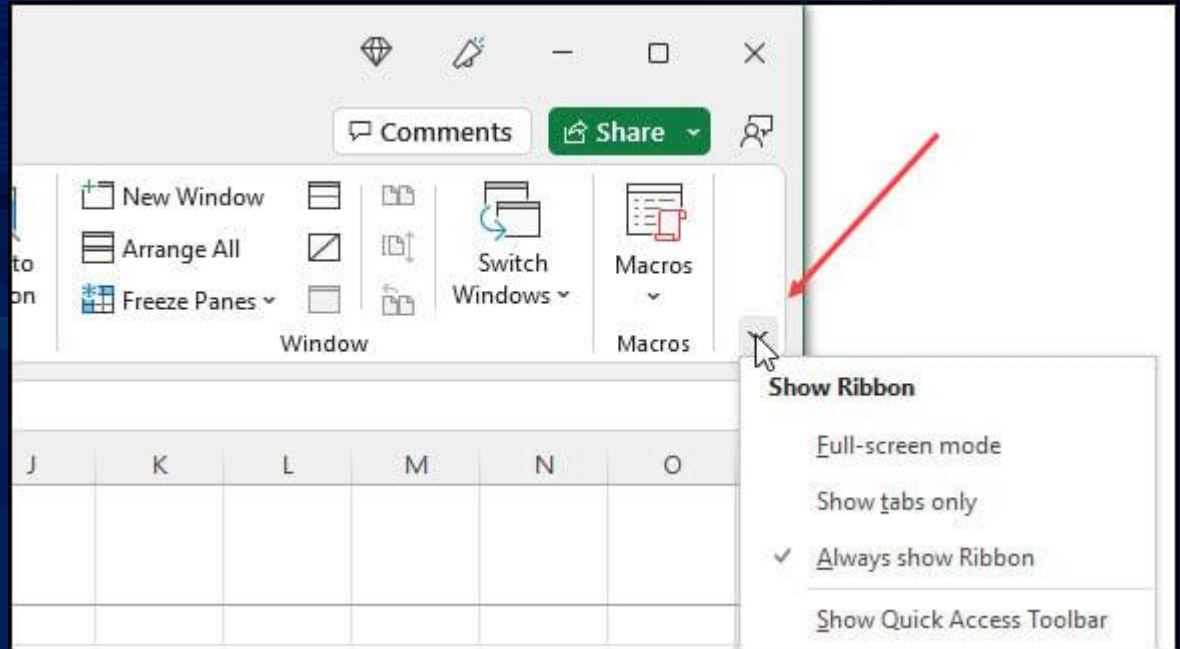 Comments
Share
New Window
Arrange All
Freeze Panes
Window
to
on
Switch
Windows
Macros
Macros
Show Ribbon
Full-screen mode
Show tabs only
Always show Ribbon
Show Quick Access Toolbar
J K L M N O